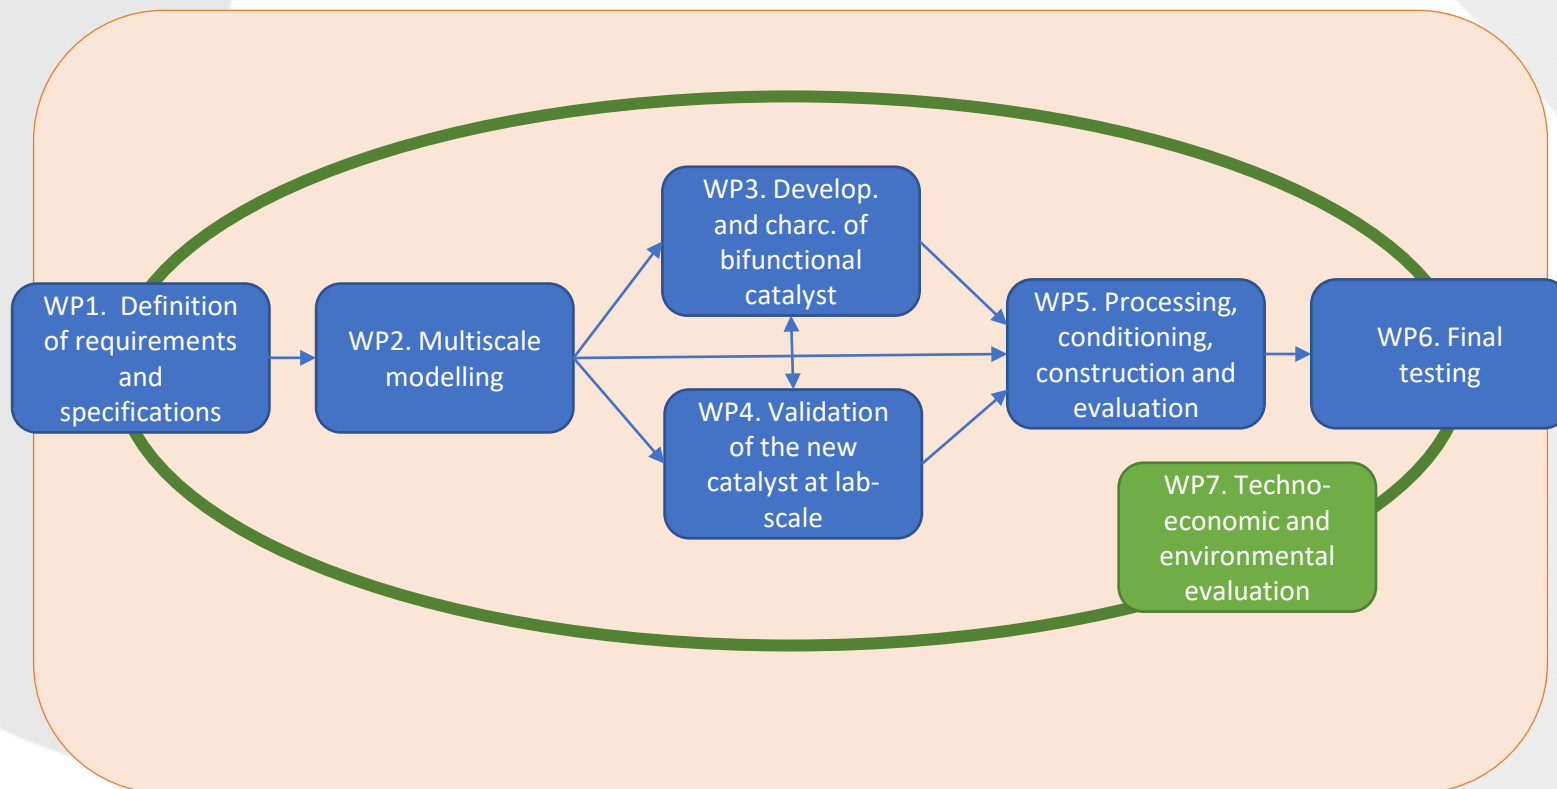 WP1. Definition
of requirements
and
specifications
WP2. Multiscale
modelling
WP3. Develop.
and charc. of
bifunctional
catalyst
WP4. Validation
of the new
catalyst at lab-
scale
WP5. Processing,
conditioning,
construction and
evaluation
WP6. Final
testing
WP7. Techno-
economic and
environmental
evaluation